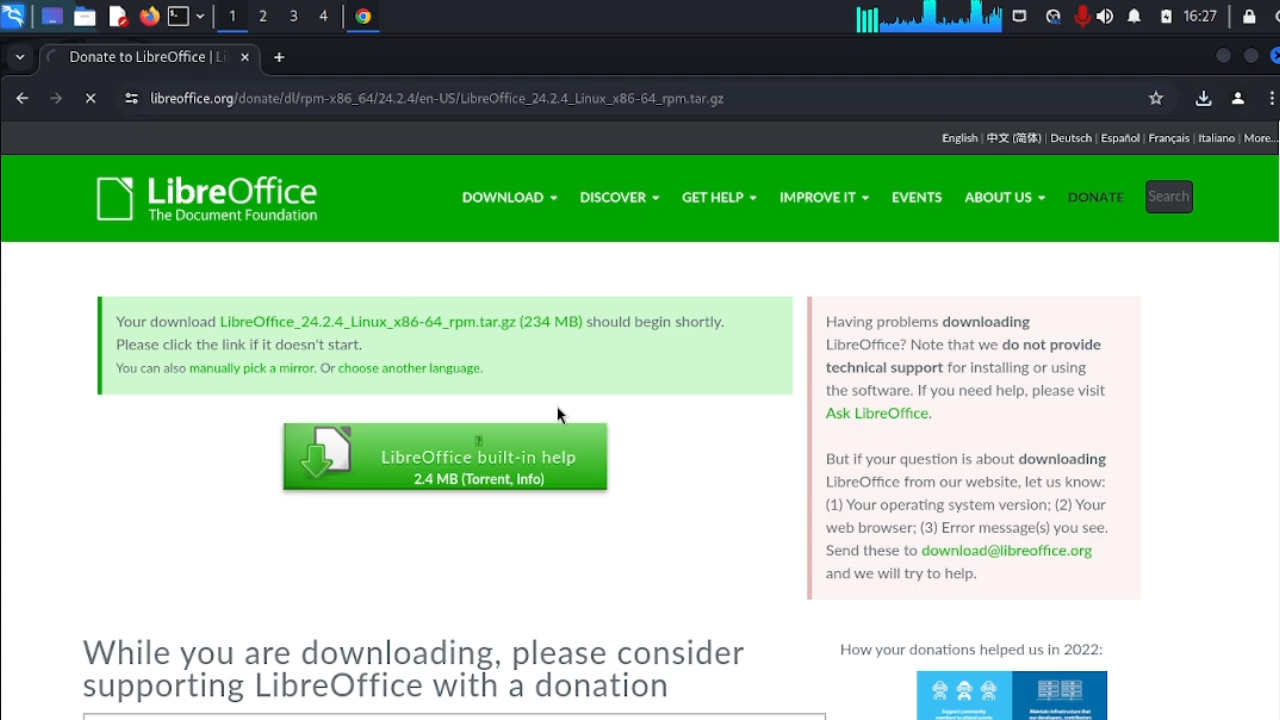 1 2 3 4
16:27
Donate to LibreOffice | Li
libreoffice.org/donate/dl/rpm-x86_64/24.2.4/en-US/LibreOffice_24.2.4_Linux_x86-64_rpm.tar.gz
English | 中文 (简体) | Deutsch | Español | Français | Italiano | More...
LibreOffice
The Document Foundation
DOWNLOAD DISCOVER GET HELP IMPROVE IT EVENTS ABOUT US DONATE Search
Your download LibreOffice_24.2.4_Linux_x86-64_rpm.tar.gz (234 MB) should begin shortly.
Please click the link if it doesn't start.
You can also manually pick a mirror. Or choose another language.
?
LibreOffice built-in help
2.4 MB (Torrent, Info)
Having problems downloading
LibreOffice? Note that we do not provide
technical support for installing or using
the software. If you need help, please visit
Ask LibreOffice.
But if your question is about downloading
LibreOffice from our website, let us know:
(1) Your operating system version; (2) Your
web browser; (3) Error message(s) you see.
Send these to download@libreoffice.org
and we will try to help.
While you are downloading, please consider
supporting LibreOffice with a donation
How your donations helped us in 2022:
Support community
Maintain infrastructure that
our developers, contributors